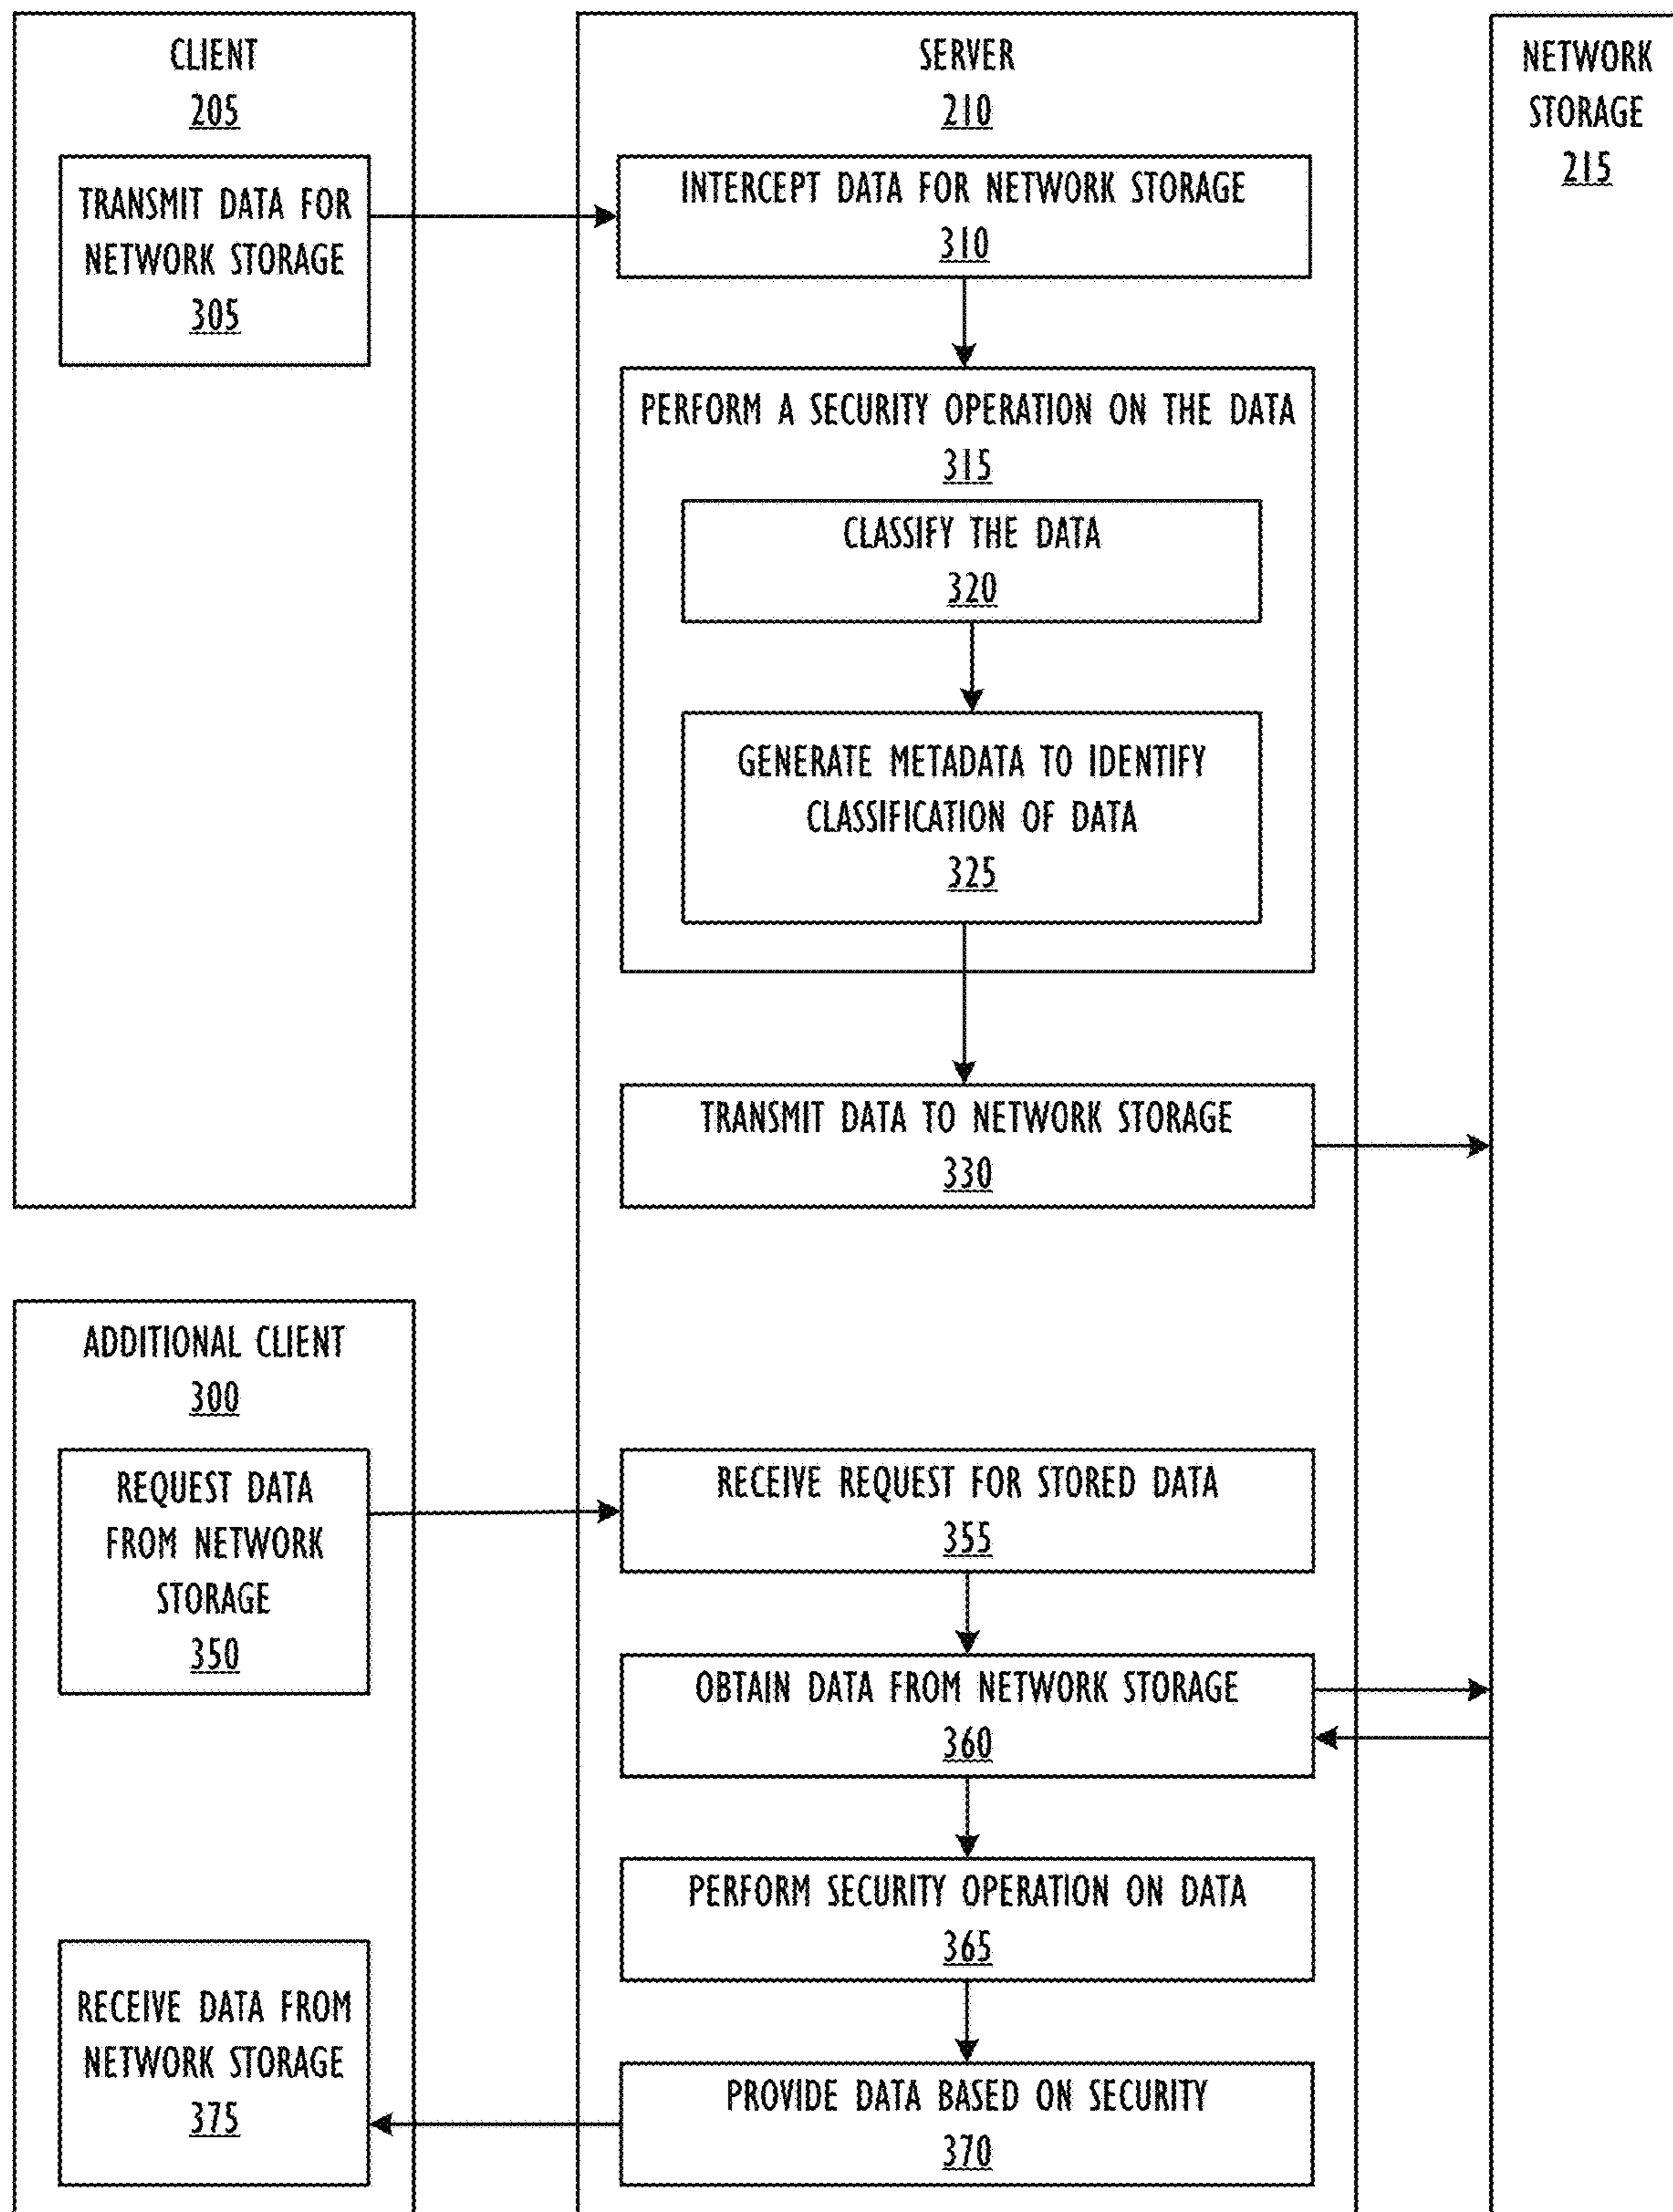 CLIENT
205
TRANSMIT DATA FOR
NETWORK STORAGE
305
SERVER
210
INTERCEPT DATA FOR NETWORK STORAGE
310
PERFORM A SECURITY OPERATION ON THE DATA
315
CLASSIFY THE DATA
320
GENERATE METADATA TO IDENTIFY
CLASSIFICATION OF DATA
325
TRANSMIT DATA TO NETWORK STORAGE
330
NETWORK
STORAGE
215
ADDITIONAL CLIENT
300
REQUEST DATA
FROM NETWORK
STORAGE
350
RECEIVE REQUEST FOR STORED DATA
355
OBTAIN DATA FROM NETWORK STORAGE
360
PERFORM SECURITY OPERATION ON DATA
365
PROVIDE DATA BASED ON SECURITY
370
RECEIVE DATA FROM
NETWORK STORAGE
375